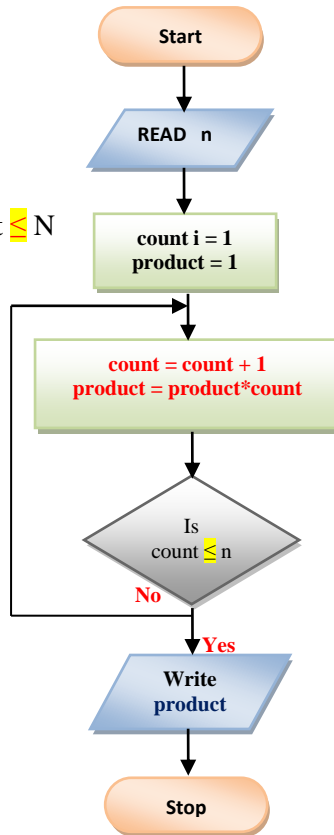 Start
READ n
t ≤ N
count i = 1
product = 1
count = count + 1
product = product*count
Is
count ≤ n
No
Yes
Write
product
Stop